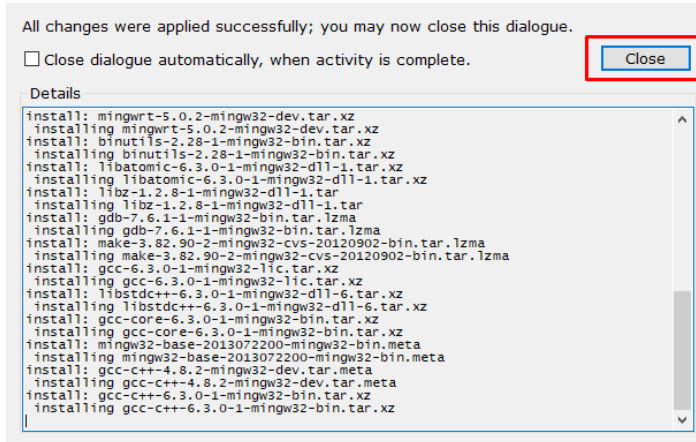 All changes were applied successfully; you may now close this dialogue.
Close dialogue automatically, when activity is complete.
Close
Details
install: mingwrt-5.0.2-mingw32-dev.tar.xz
installing mingwrt-5.0.2-mingw32-dev.tar.xz
install: binutils-2.28-1-mingw32-bin.tar.xz
installing binutils-2.28-1-mingw32-bin.tar.xz
install: libatomic-6.3.0-1-mingw32-dll-1.tar.xz
installing libatomic-6.3.0-1-mingw32-dll-1.tar.xz
install: libz-1.2.8-1-mingw32-dll-1.tar
installing libz-1.2.8-1-mingw32-dll-1.tar
install: gdb-7.6.1-1-mingw32-bin.tar.lzma
installing gdb-7.6.1-1-mingw32-bin.tar.lzma
install: make-3.82.90-2-mingw32-cvs-20120902-bin.tar.lzma
installing make-3.82.90-2-mingw32-cvs-20120902-bin.tar.lzma
install: gcc-6.3.0-1-mingw32-lic.tar.xz
installing gcc-6.3.0-1-mingw32-lic.tar.xz
install: libstdc++-6.3.0-1-mingw32-dll-6.tar.xz
installing libstdc++-6.3.0-1-mingw32-dll-6.tar.xz
install: gcc-core-6.3.0-1-mingw32-bin.tar.xz
installing gcc-core-6.3.0-1-mingw32-bin.tar.xz
install: mingw32-base-2013072200-mingw32-bin.meta
installing mingw32-base-2013072200-mingw32-bin.meta
install: gcc-c++-4.8.2-mingw32-dev.tar.meta
installing gcc-c++-4.8.2-mingw32-dev.tar.meta
install: gcc-c++-6.3.0-1-mingw32-bin.tar.xz
installing gcc-c++-6.3.0-1-mingw32-bin.tar.xz